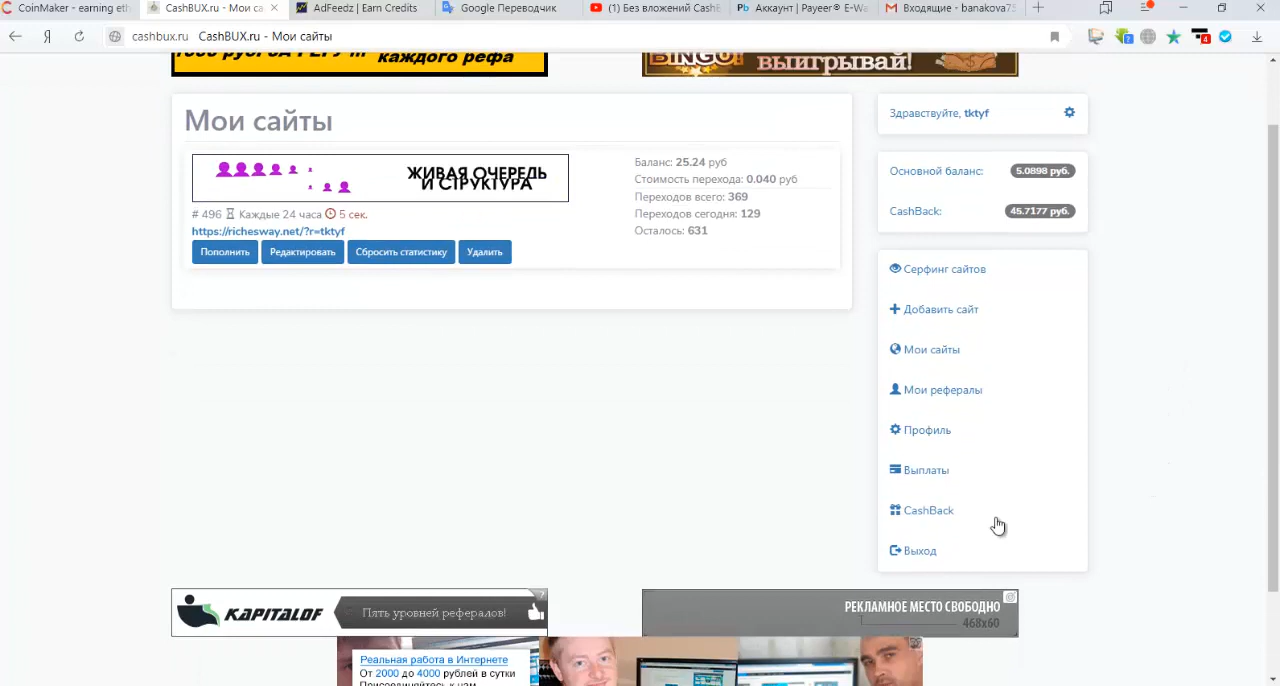 CoinMaker - earning eth
CashBUX.ru - Мои са
AdFeedz | Earn Credits
Google Переводчик
(1) Без вложений CashB
Аккаунт | Payeer® E-Wa
Входящие - banakova75
cashbux.ru CashBUX.ru - Мои сайты
каждого рефа
BINGO! выигрывай!
Мои сайты
ЖИВАЯ ОЧЕРЕДЬ
И СТРУКТУРА
# 496 Каждые 24 часа 5 сек.
https://richesway.net/?r=tktyf
Пополнить Редактировать Сбросить статистику Удалить
Баланс: 25.24 руб
Стоимость перехода: 0.040 руб
Переходов всего: 369
Переходов сегодня: 129
Осталось: 631
Здравствуйте, tktyf
Основной баланс: 5.0898 руб.
CashBack: 45.7177 руб.
Серфинг сайтов
Добавить сайт
Мои сайты
Мои рефералы
Профиль
Выплаты
CashBack
Выход
KAPITALOF Пять уровней рефералов!
РЕКЛАМНОЕ МЕСТО СВОБОДНО
468x60
Реальная работа в Интернете
От 2000 до 4000 рублей в сутки